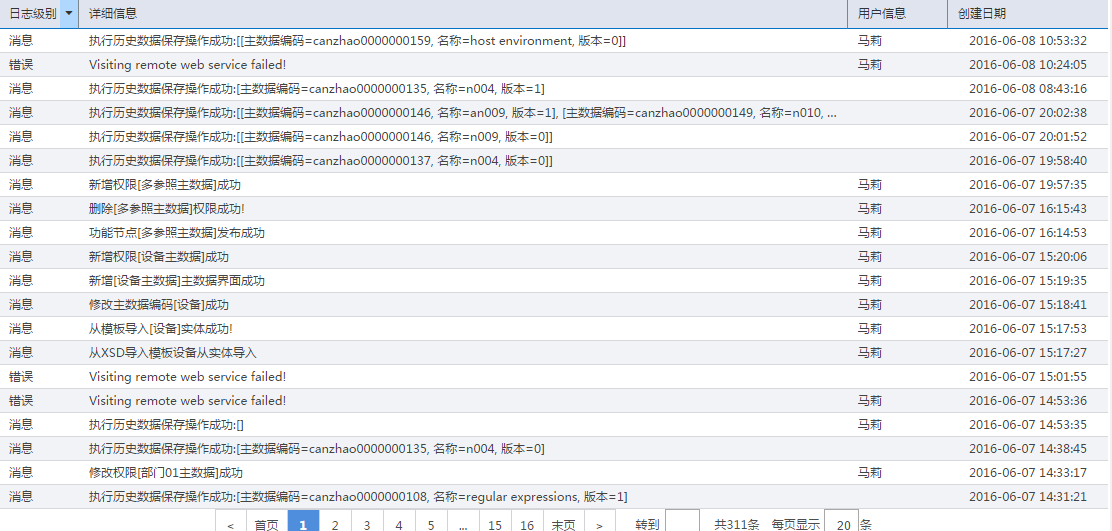 日志级别 详细信息 用户信息 创建日期
消息 执行历史数据保存操作成功:[[主数据编码=canzhao0000000159, 名称=host environment, 版本=0]] 马莉 2016-06-08 10:53:32
错误 Visiting remote web service failed! 马莉 2016-06-08 10:24:05
消息 执行历史数据保存操作成功:[主数据编码=canzhao0000000135, 名称=n004, 版本=1] 2016-06-08 08:43:16
消息 执行历史数据保存操作成功:[[主数据编码=canzhao0000000146, 名称=an009, 版本=1], [主数据编码=canzhao0000000149, 名称=n010, ... 2016-06-07 20:02:38
消息 执行历史数据保存操作成功:[[主数据编码=canzhao0000000146, 名称=n009, 版本=0]] 2016-06-07 20:01:52
消息 执行历史数据保存操作成功:[[主数据编码=canzhao0000000137, 名称=n004, 版本=0]] 2016-06-07 19:58:40
消息 新增权限[多参照主数据]成功 马莉 2016-06-07 19:57:35
消息 删除[多参照主数据]权限成功! 马莉 2016-06-07 16:15:43
消息 功能节点[多参照主数据]发布成功 马莉 2016-06-07 16:14:53
消息 新增权限[设备主数据]成功 马莉 2016-06-07 15:20:06
消息 新增[设备主数据]主数据界面成功 马莉 2016-06-07 15:19:35
消息 修改主数据编码[设备]成功 马莉 2016-06-07 15:18:41
消息 从模板导入[设备]实体成功! 马莉 2016-06-07 15:17:53
消息 从XSD导入模板设备从实体导入 马莉 2016-06-07 15:17:27
错误 Visiting remote web service failed! 2016-06-07 15:01:55
错误 Visiting remote web service failed! 马莉 2016-06-07 14:53:36
消息 执行历史数据保存操作成功:[] 马莉 2016-06-07 14:53:35
消息 执行历史数据保存操作成功:[主数据编码=canzhao0000000135, 名称=n004, 版本=0] 2016-06-07 14:38:45
消息 修改权限[部门01主数据]成功 马莉 2016-06-07 14:33:17
消息 执行历史数据保存操作成功:[主数据编码=canzhao0000000108, 名称=regular expressions, 版本=1] 2016-06-07 14:31:21
< 首页 1 2 3 4 5 ... 15 16 末页 > 转到 共311条 每页显示 20 条